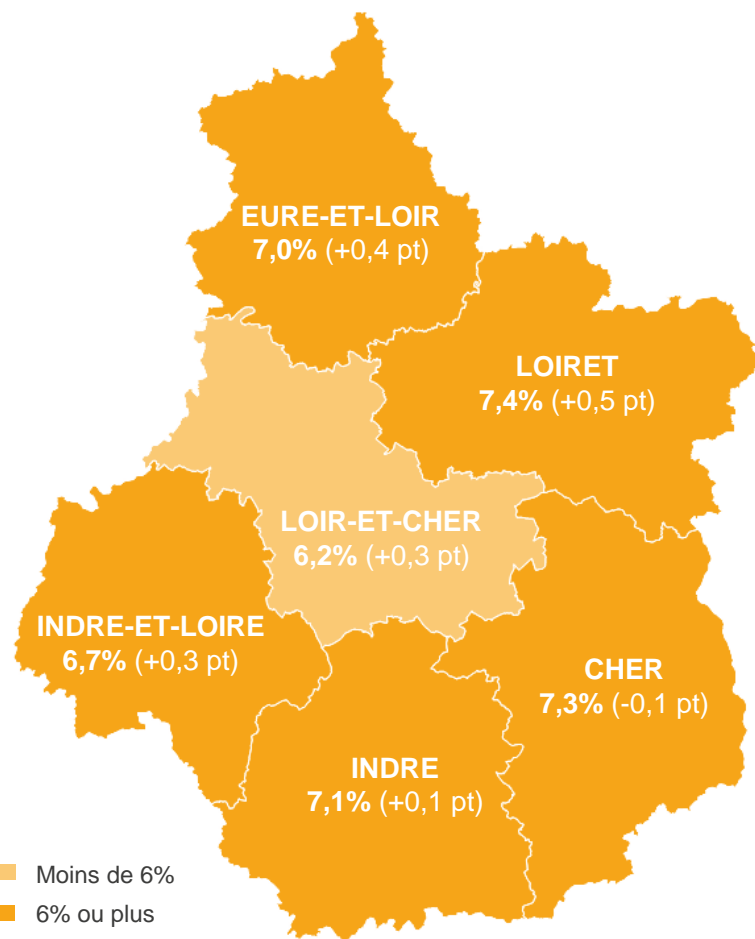 EURE-ET-LOIR
7,0% (+0,4 pt)
LOIRET
7,4% (+0,5 pt)
LOIR-ET-CHER
6,2% (+0,3 pt)
INDRE-ET-LOIRE
6,7% (+0,3 pt)
CHER
7,3% (-0,1 pt)
INDRE
7,1% (+0,1 pt)
Moins de 6%
6% ou plus